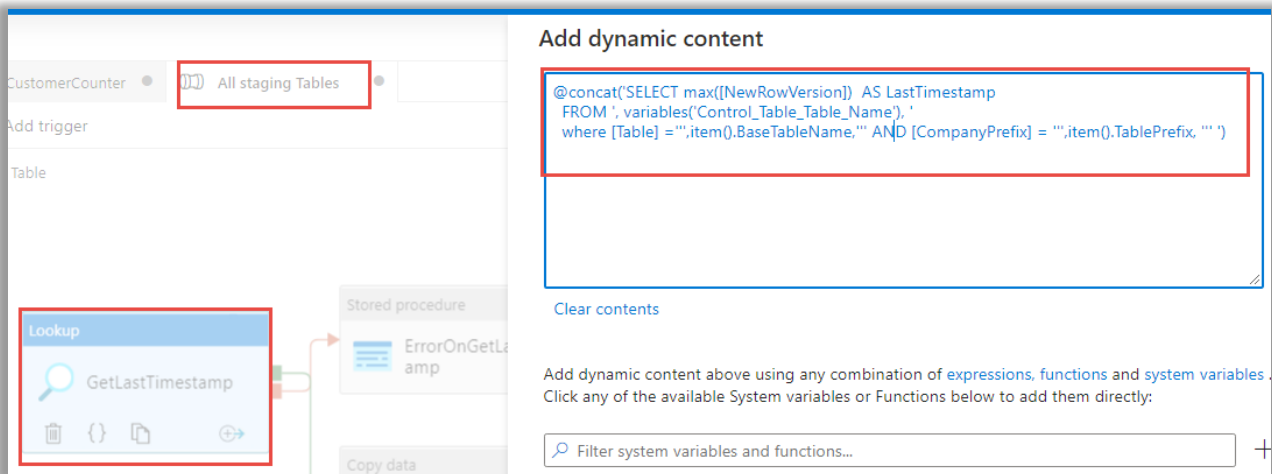 Add dynamic content
CustomerCounter
All staging Tables
Add trigger
Table
@concat('SELECT max([NewRowVersion])  AS LastTimestamp
FROM ', variables('Control_Table_Table_Name'), '
where [Table] =''',item().BaseTableName,''' AND [CompanyPrefix] = ''',item().TablePrefix, ''' ')
Clear contents
Lookup
GetLastTimestamp
Stored procedure
ErrorOnGetLa
amp
Copy data
Add dynamic content above using any combination of expressions, functions and system variables .
Click any of the available System variables or Functions below to add them directly:
Filter system variables and functions...